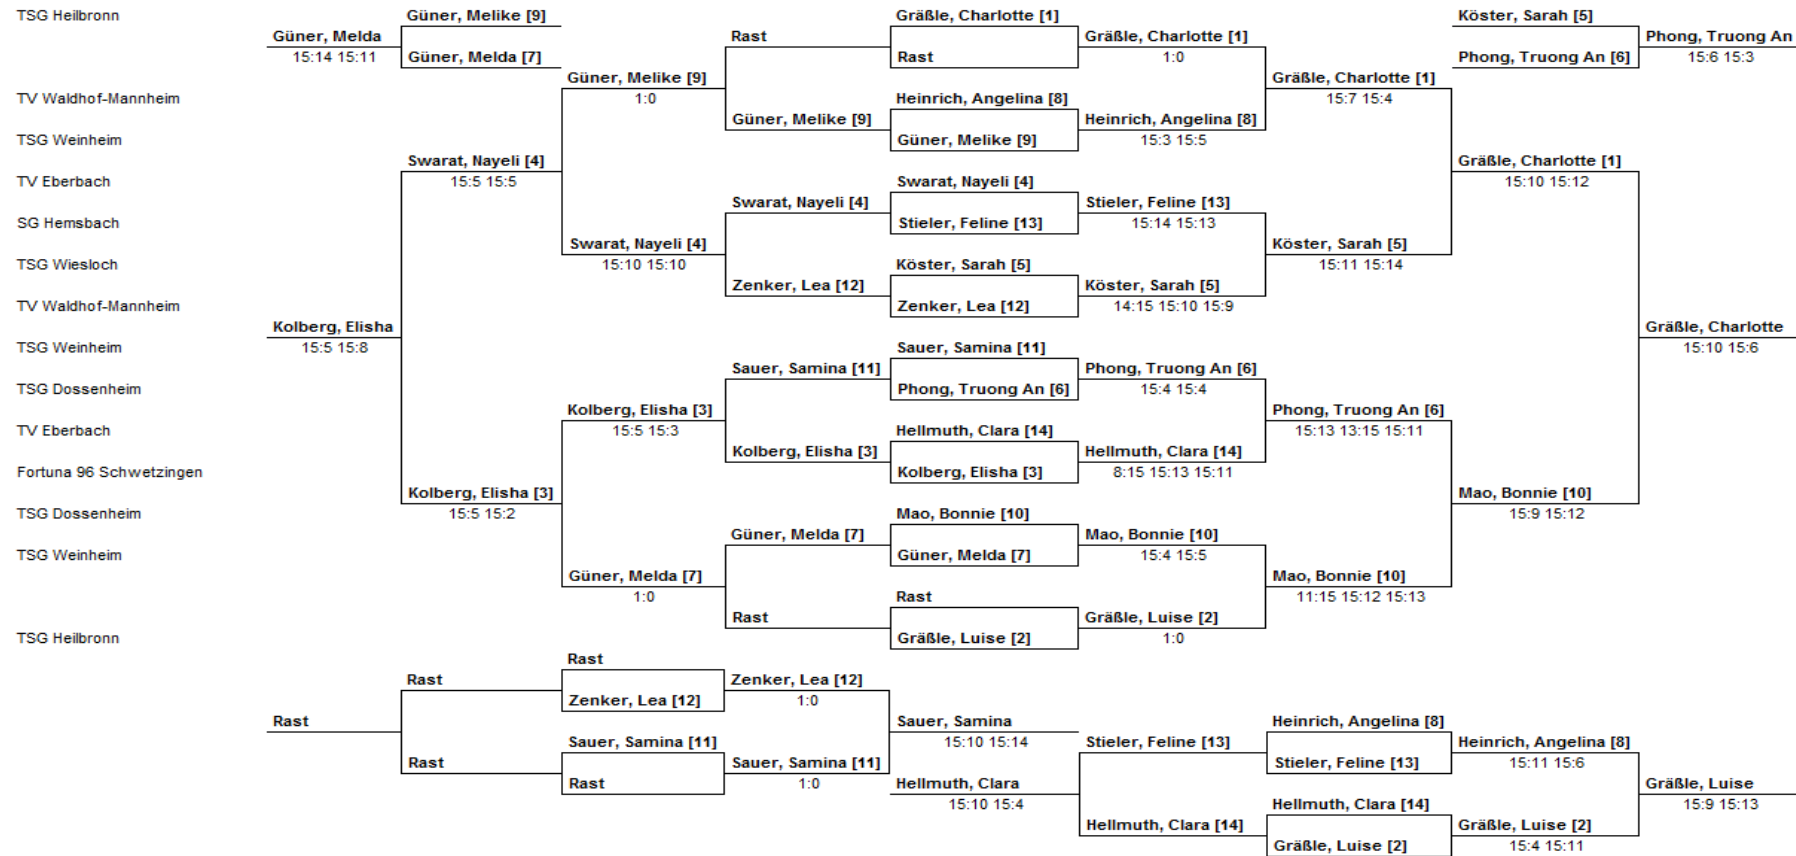 TSG Heilbronn
Güner, Melike [9]
Gräßle, Charlotte [1]
Köster, Sarah [5]
Güner, Melda
Rast
Gräßle, Charlotte [1]
Phong, Truong An
15:14 15:11
Güner, Melda [7]
Rast
1:0
Phong, Truong An [6]
15:6 15:3
Güner, Melike [9]
Gräßle, Charlotte [1]
TV Waldhof-Mannheim
1:0
Heinrich, Angelina [8]
15:7 15:4
Güner, Melike [9]
Heinrich, Angelina [8]
TSG Weinheim
Güner, Melike [9]
15:3 15:5
Swarat, Nayeli [4]
Gräßle, Charlotte [1]
TV Eberbach
15:5 15:5
Swarat, Nayeli [4]
15:10 15:12
Swarat, Nayeli [4]
Stieler, Feline [13]
SG Hemsbach
Stieler, Feline [13]
15:14 15:13
Swarat, Nayeli [4]
Köster, Sarah [5]
TSG Wiesloch
15:10 15:10
Köster, Sarah [5]
15:11 15:14
Zenker, Lea [12]
Köster, Sarah [5]
TV Waldhof-Mannheim
Zenker, Lea [12]
14:15 15:10 15:9
Kolberg, Elisha
Gräßle, Charlotte
TSG Weinheim
15:5 15:8
Sauer, Samina [11]
15:10 15:6
Sauer, Samina [11]
Phong, Truong An [6]
TSG Dossenheim
Phong, Truong An [6]
15:4 15:4
Kolberg, Elisha [3]
Phong, Truong An [6]
TV Eberbach
15:5 15:3
Hellmuth, Clara [14]
15:13 13:15 15:11
Kolberg, Elisha [3]
Hellmuth, Clara [14]
Fortuna 96 Schwetzingen
Kolberg, Elisha [3]
8:15 15:13 15:11
Kolberg, Elisha [3]
Mao, Bonnie [10]
TSG Dossenheim
15:5 15:2
Mao, Bonnie [10]
15:9 15:12
Güner, Melda [7]
Mao, Bonnie [10]
TSG Weinheim
Güner, Melda [7]
15:4 15:5
Güner, Melda [7]
Mao, Bonnie [10]
1:0
Rast
11:15 15:12 15:13
Rast
Gräßle, Luise [2]
TSG Heilbronn
Gräßle, Luise [2]
1:0
Rast
Rast
Zenker, Lea [12]
Zenker, Lea [12]
1:0
Rast
Sauer, Samina
Heinrich, Angelina [8]
Sauer, Samina [11]
15:10 15:14
Stieler, Feline [13]
Heinrich, Angelina [8]
Rast
Sauer, Samina [11]
Stieler, Feline [13]
15:11 15:6
Rast
1:0
Hellmuth, Clara
Gräßle, Luise
15:10 15:4
Hellmuth, Clara [14]
15:9 15:13
Hellmuth, Clara [14]
Gräßle, Luise [2]
Gräßle, Luise [2]
15:4 15:11